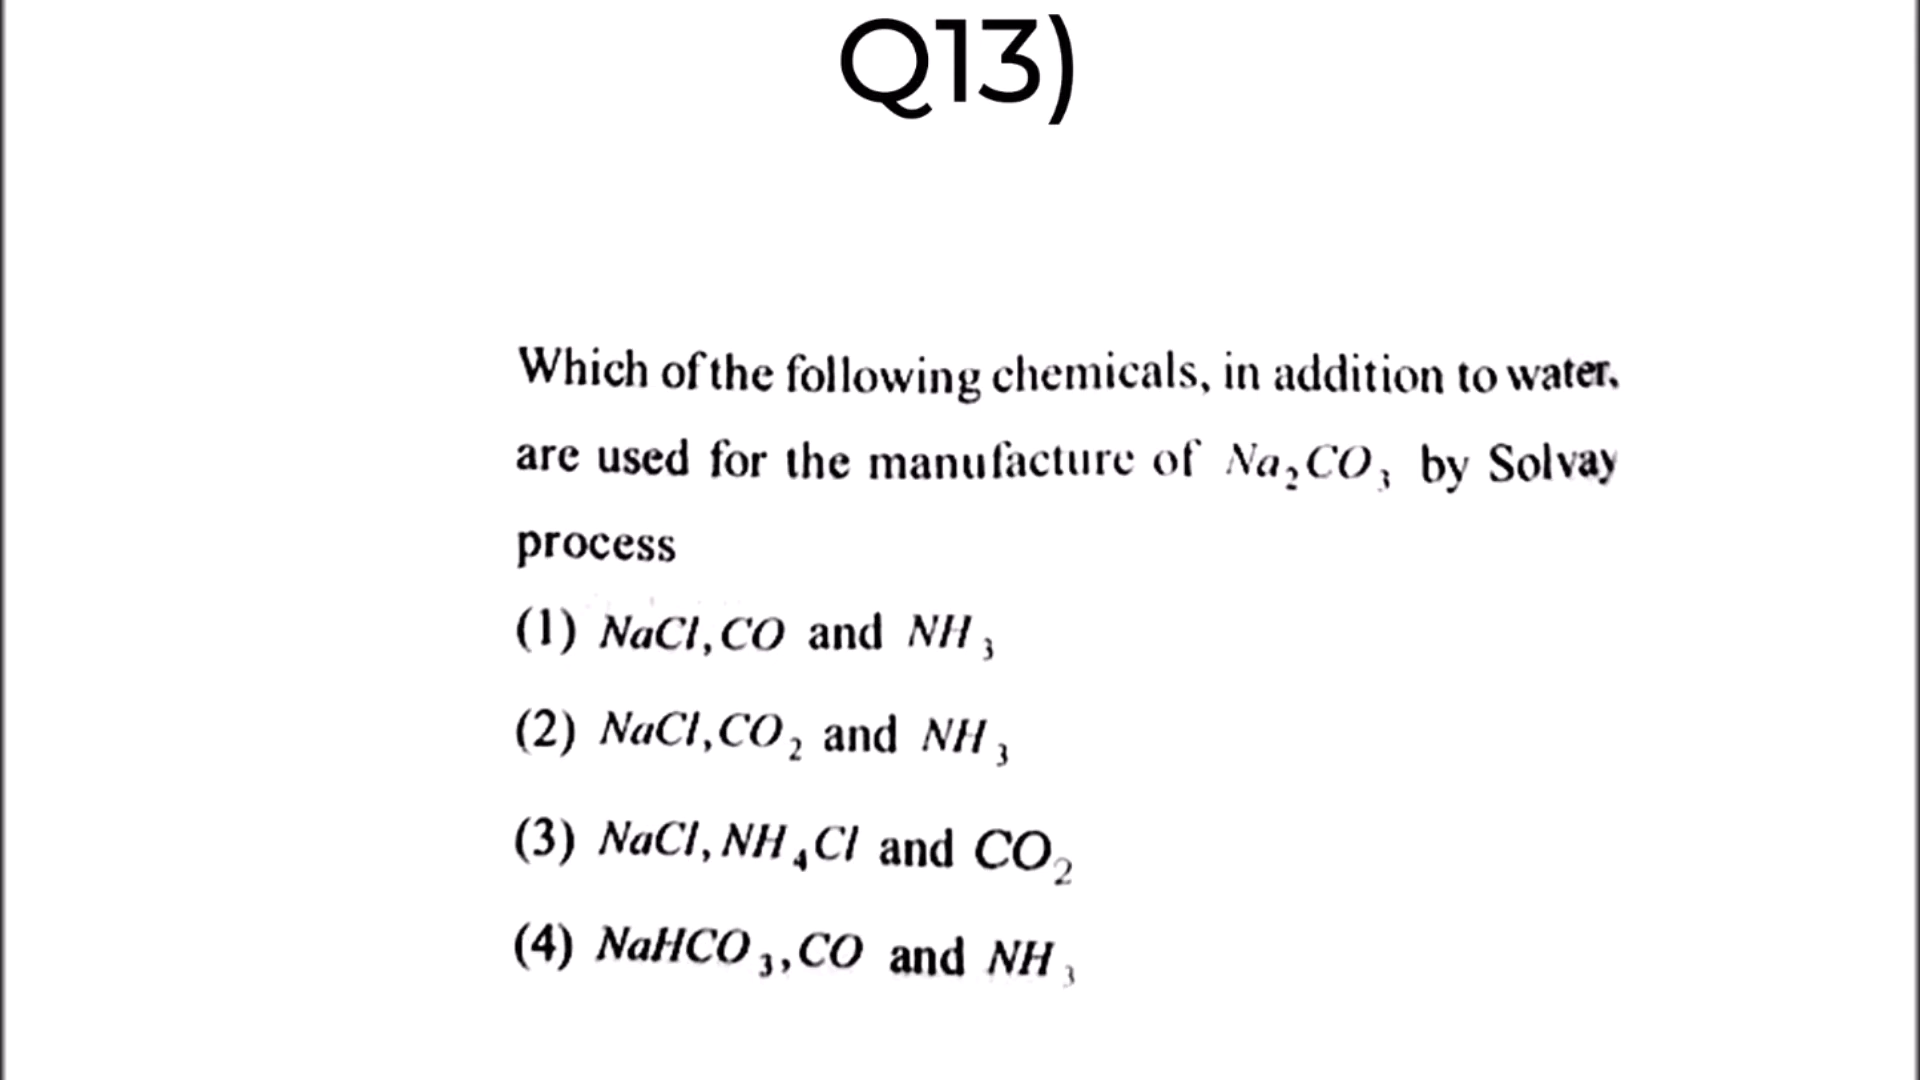 Q13)
Which of the following chemicals, in addition to water,
are used for the manufacture of Na₂CO₃ by Solvay
process
(1) NaCl, CO and NH₃
(2) NaCl, CO₂ and NH₃
(3) NaCl, NH₄Cl and CO₂
(4) NaHCO₃, CO and NH₃